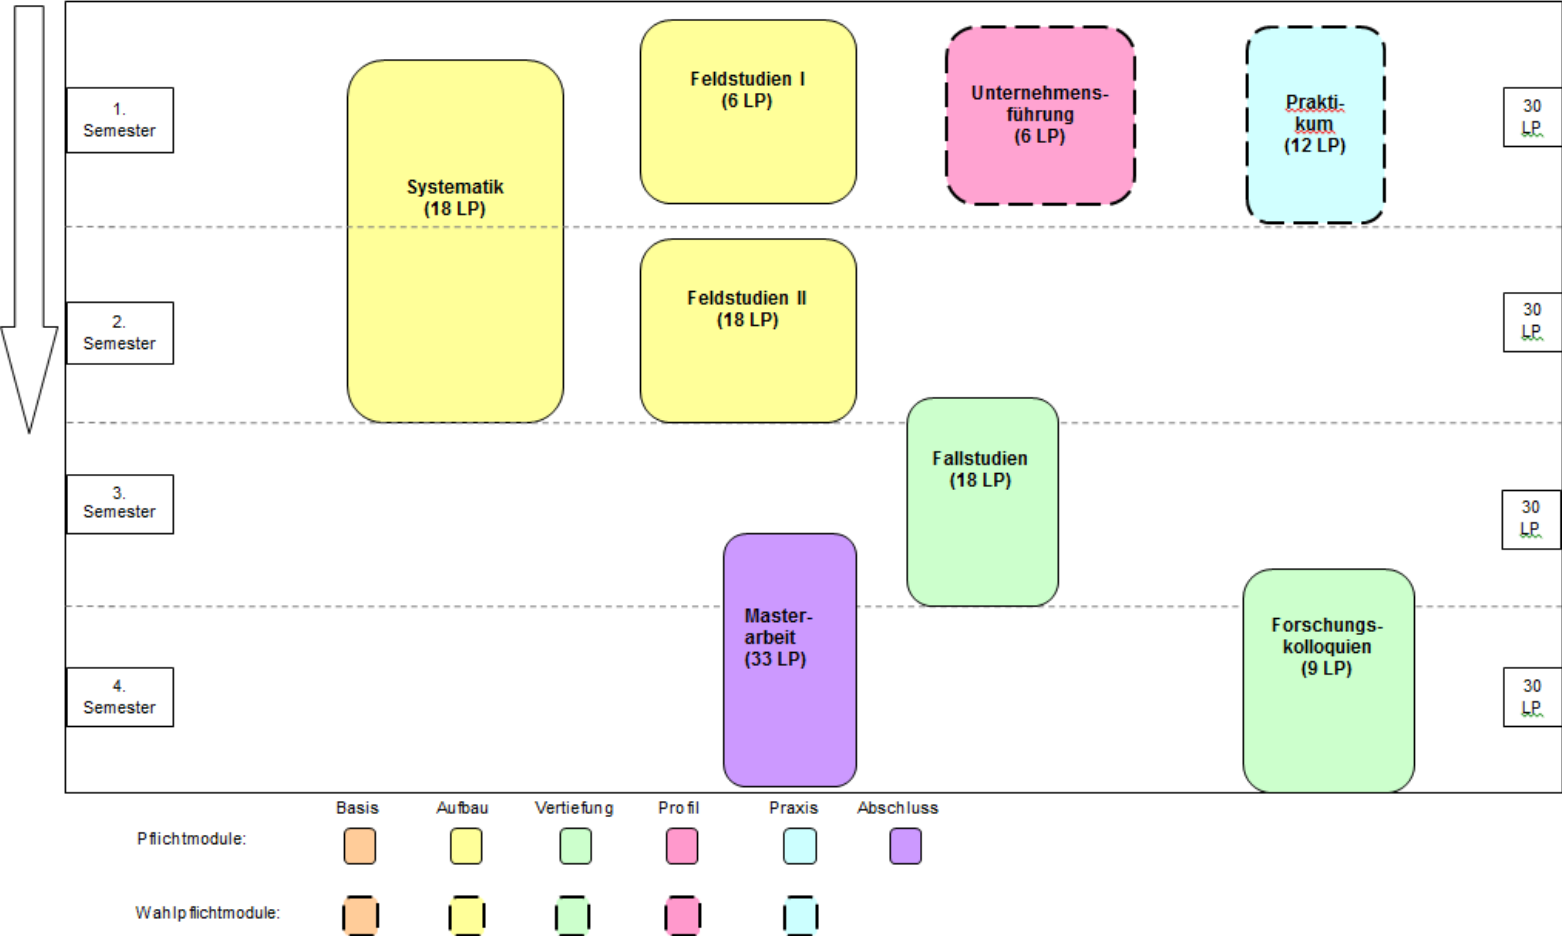 1.
Semester
Systematik
(18 LP)
Feldstudien I
(6 LP)
Unternehmens-
führung
(6 LP)
Prakti-
kum
(12 LP)
30
LP
2.
Semester
Feldstudien II
(18 LP)
30
LP
3.
Semester
Fallstudien
(18 LP)
30
LP
4.
Semester
Master-
arbeit
(33 LP)
Forschungs-
kolloquien
(9 LP)
30
LP
Basis Aufbau Vertiefung Profil Praxis Abschluss
Pflichtmodule:
Wahlpflichtmodule: